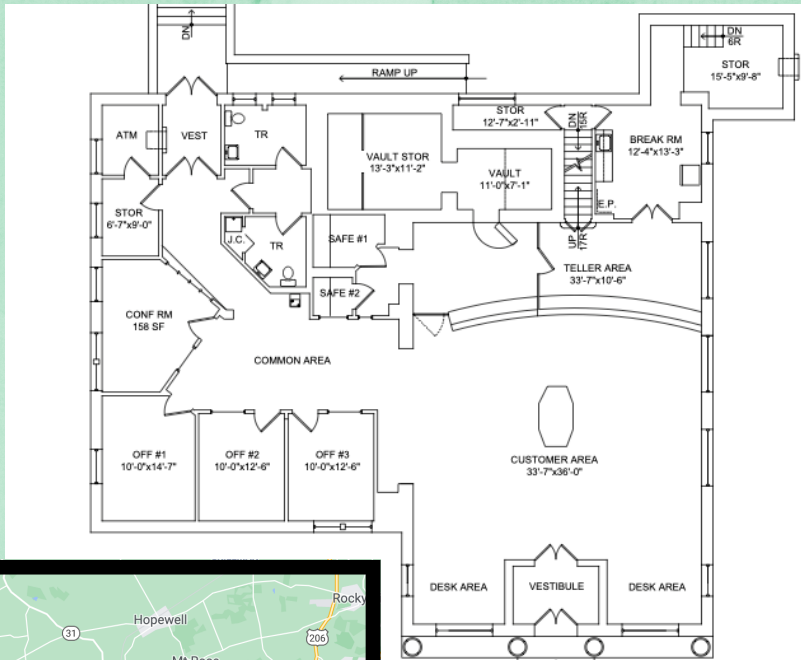 DN
DN
6R
STOR
15'-5"x9'-8"
RAMP UP
STOR
12'-7"x2'-11"
DN
15R
ATM
VEST
TR
BREAK RM
12'-4"x13'-3"
VAULT STOR
13'-3"x11'-2"
VAULT
11'-0"x7'-1"
E.P.
STOR
6'-7"x9'-0"
J.C.
TR
SAFE #1
UP
17R
TELLER AREA
33'-7"x10'-6"
SAFE #2
CONF RM
158 SF
COMMON AREA
OFF #1
10'-0"x14'-7"
OFF #2
10'-0"x12'-6"
OFF #3
10'-0"x12'-6"
CUSTOMER AREA
33'-7"x36'-0"
DESK AREA
VESTIBULE
DESK AREA
Rocky
Hopewell
31
206